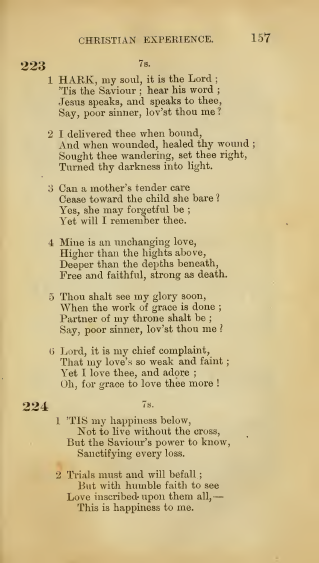 CHRISTIAN EXPERIENCE. 157
223 7s.
1 HARK, my soul, it is the Lord;
'Tis the Saviour; hear his word;
Jesus speaks, and speaks to thee,
Say, poor sinner, lov'st thou me?
2 I delivered thee when bound,
And when wounded, healed thy wound;
Sought thee wandering, set thee right,
Turned thy darkness into light.
3 Can a mother's tender care
Cease toward the child she bare?
Yes, she may forgetful be;
Yet will I remember thee.
4 Mine is an unchanging love,
Higher than the hights above,
Deeper than the depths beneath,
Free and faithful, strong as death.
5 Thou shalt see my glory soon,
When the work of grace is done;
Partner of my throne shalt be;
Say, poor sinner, lov'st thou me?
6 Lord, it is my chief complaint,
That my love's so weak and faint;
Yet I love thee, and adore;
Oh, for grace to love thee more!
224 7s.
1 'TIS my happiness below,
Not to live without the cross,
But the Saviour's power to know,
Sanctifying every loss.
2 Trials must and will befall;
But with humble faith to see
Love inscribed upon them all,—
This is happiness to me.